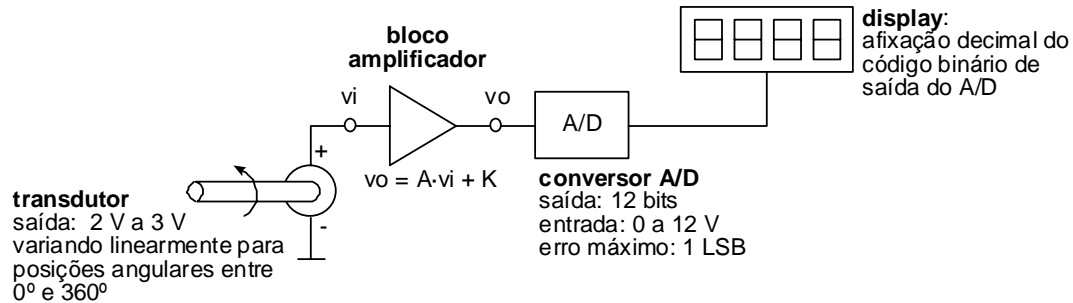 display:
afixação decimal do
código binário de
saída do A/D
bloco
amplificador
vi
vo
A/D
+
-
vo = A·vi + K
conversor A/D
saída: 12 bits
entrada: 0 a 12 V
erro máximo: 1 LSB
transdutor
saída: 2 V a 3 V
variando linearmente para
posições angulares entre
0º e 360º